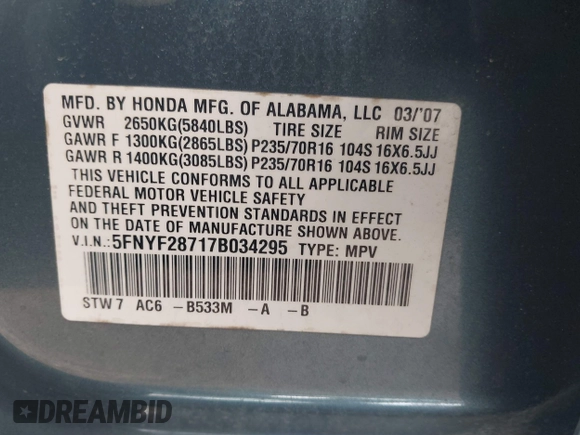 MFD. BY HONDA MFG. OF ALABAMA, LLC 03/'07
GVWR 2650KG(5840LBS) TIRE SIZE RIM SIZE
GAWR F 1300KG(2865LBS) P235/70R16 104S 16X6.5JJ
GAWR R 1400KG(3085LBS) P235/70R16 104S 16X6.5JJ
THIS VEHICLE CONFORMS TO ALL APPLICABLE
FEDERAL MOTOR VEHICLE SAFETY
AND THEFT PREVENTION STANDARDS IN EFFECT
ON THE DATE OF MANUFACTURE SHOWN ABOVE.
V.I.N.: 5FNYF28717B034295 TYPE: MPV
STW7 AC6 –B533M –A –B
DREAMBID